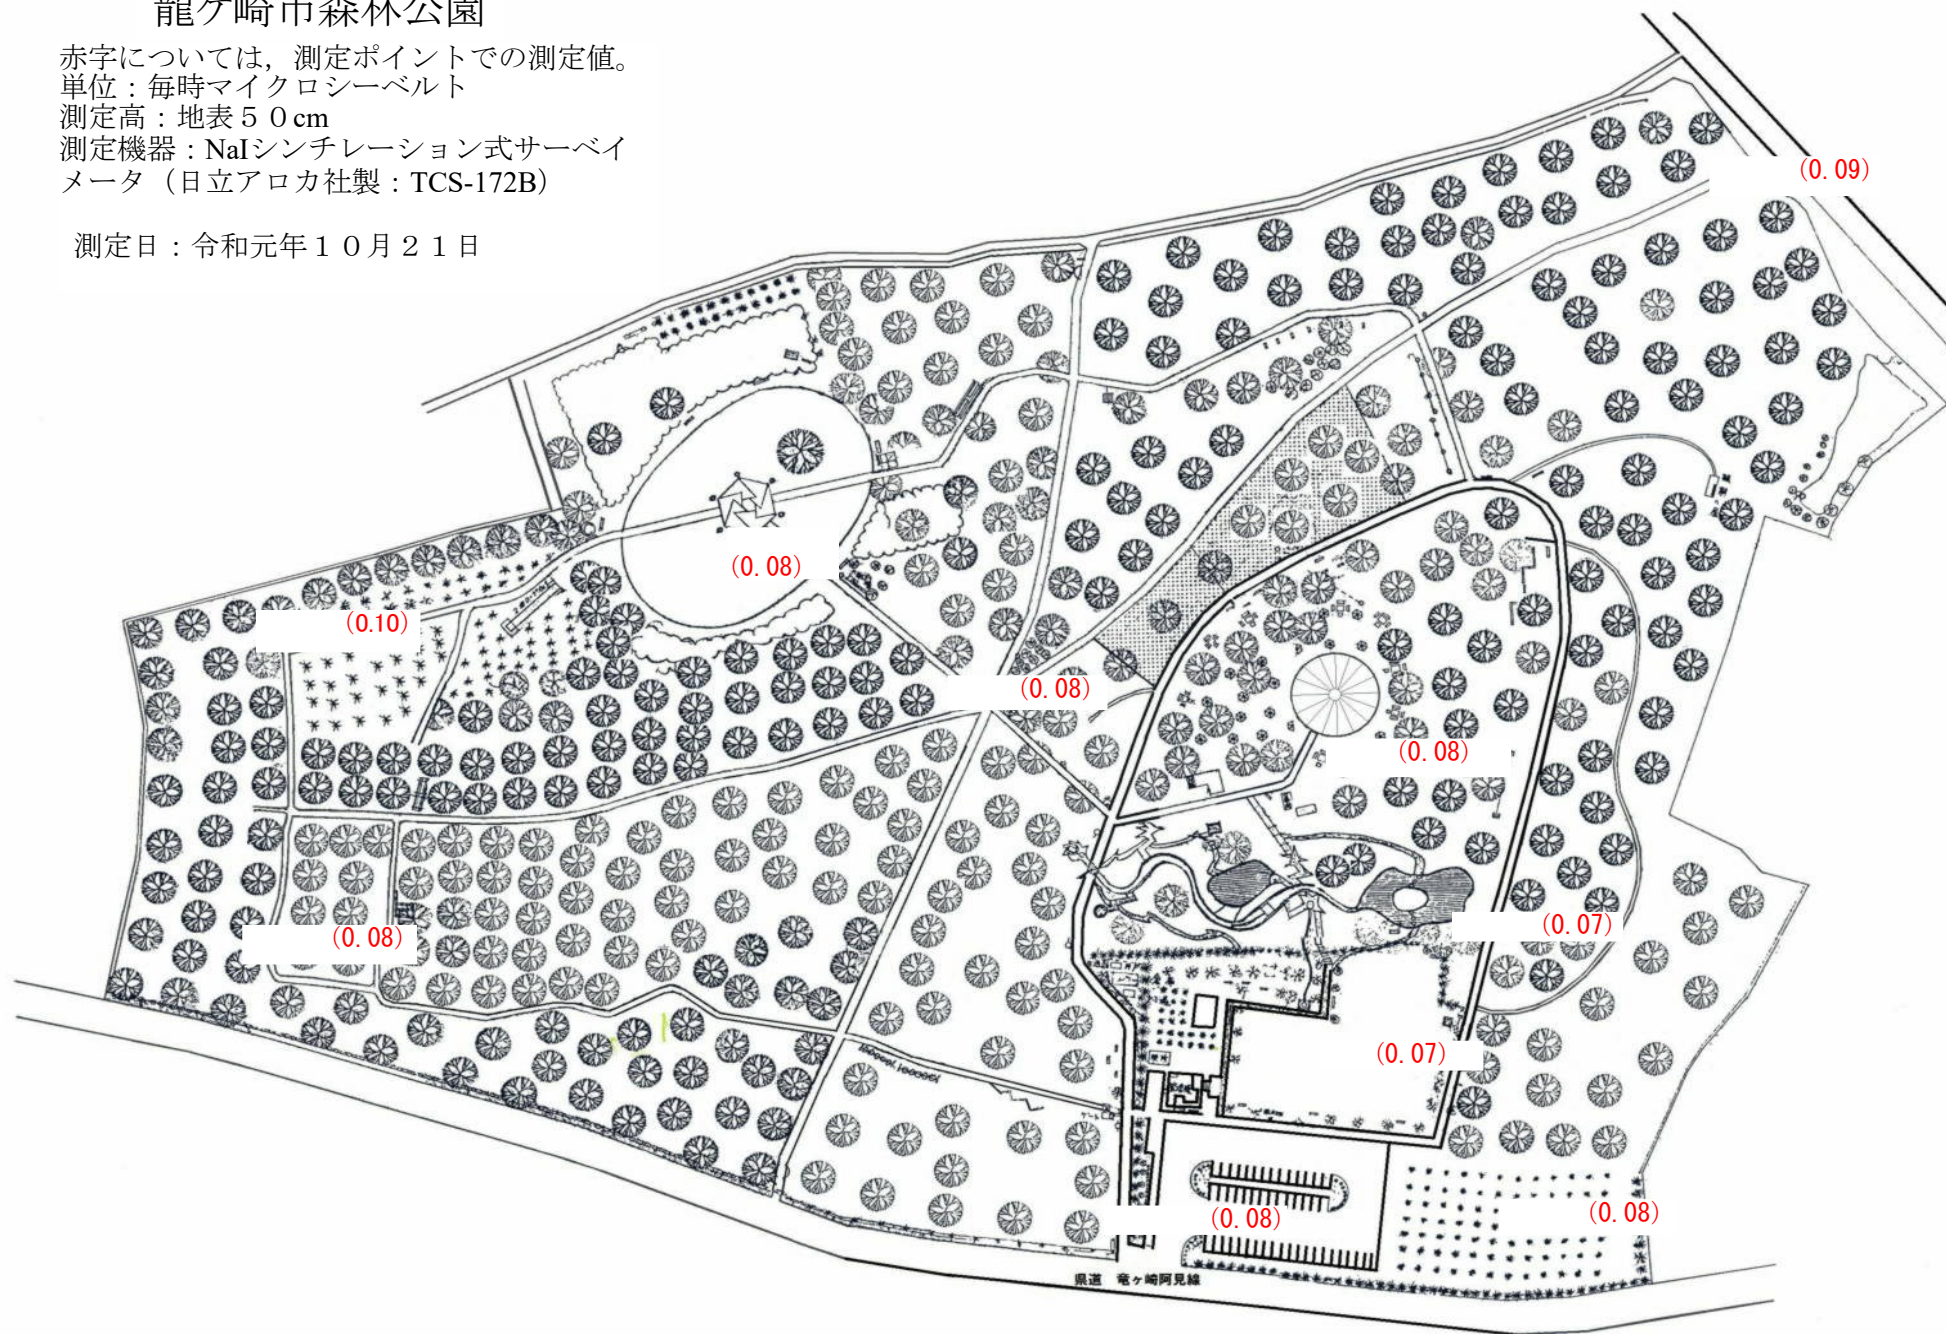 龍ケ崎市森林公園
赤字については，測定ポイントでの測定値。
単位：毎時マイクロシーベルト
測定高：地表５０cm
測定機器：NaIシンチレーション式サーベイ
メータ（日立アロカ社製：TCS-172B）
測定日：令和元年１０月２１日
(0.09)
(0.08)
(0.10)
(0.08)
(0.08)
(0.07)
(0.08)
(0.07)
(0.08)
(0.08)
県道　竜ヶ崎阿見線